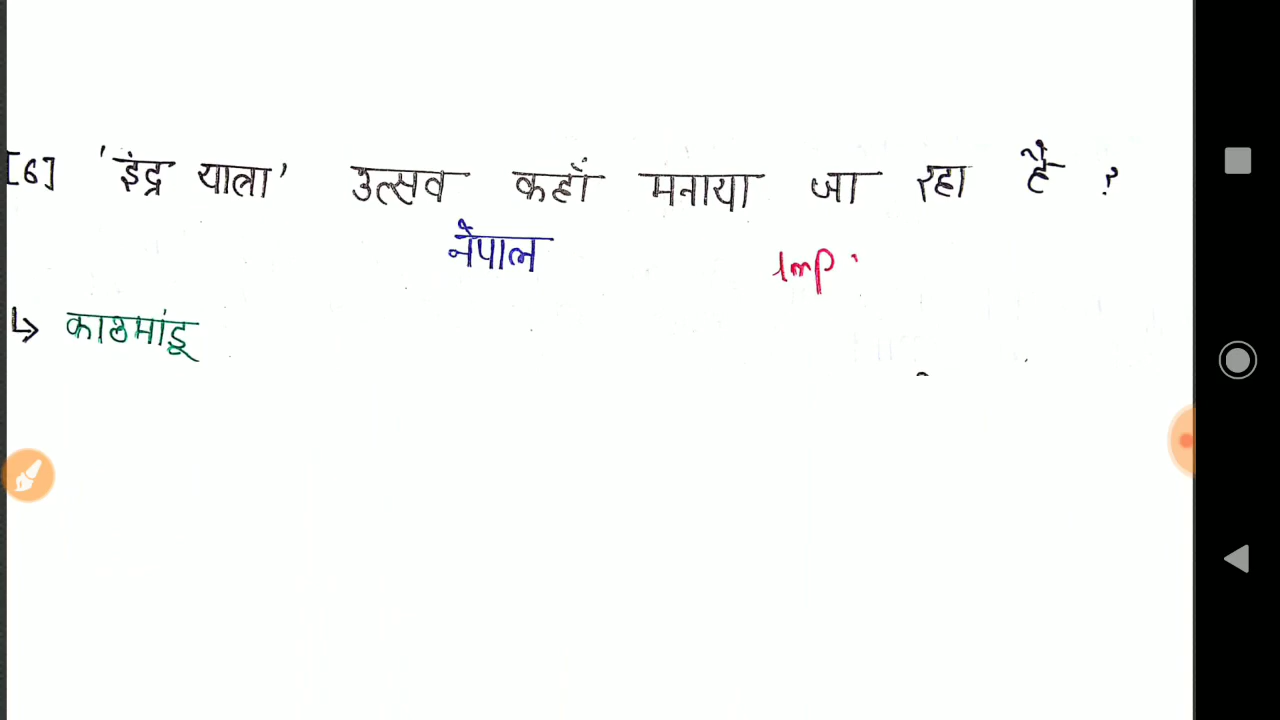 [6] 'इंद्र यात्रा' उत्सव कहाँ मनाया जा रहा है ?
नेपाल Imp.
↳ काठमांडू